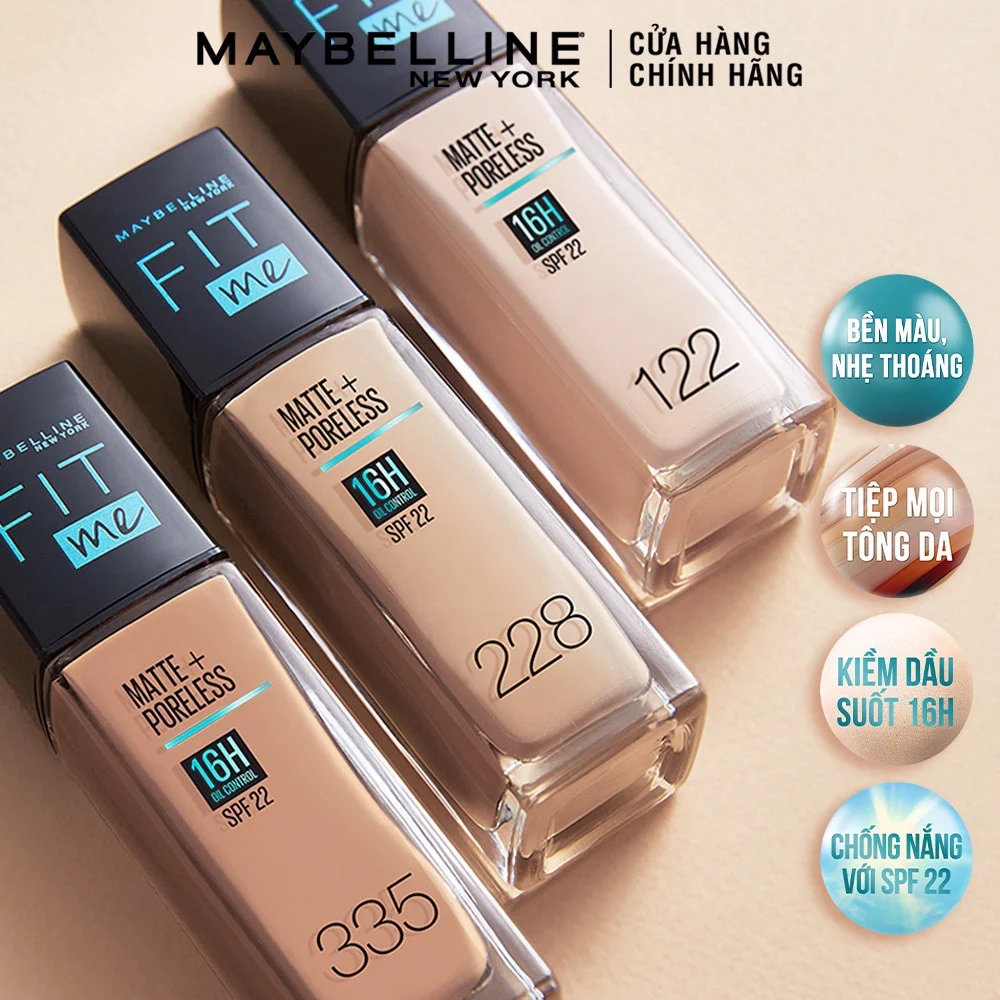 MAYBELLINE
NEW YORK
CỬA HÀNG
CHÍNH HÃNG
MATTE +
PORELESS
16H
OIL CONTROL
SPF 22
122
MAYBELLINE
NEW YORK
FIT
me
MATTE +
PORELESS
16H
OIL CONTROL
SPF 22
228
YBELLINE
NEW YORK
FIT
me
MATTE +
PORELESS
16H
OIL CONTROL
SPF 22
335
BỀN MÀU,
NHẸ THOÁNG
TIỆP MỌI
TÔNG DA
KIỀM DẦU
SUỐT 16H
CHỐNG NẮNG
VỚI SPF 22